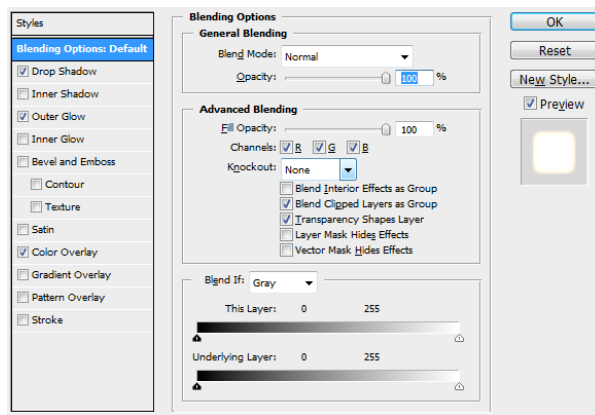 Styles
Blending Options: Default
Drop Shadow
Inner Shadow
Outer Glow
Inner Glow
Bevel and Emboss
Contour
Texture
Satin
Color Overlay
Gradient Overlay
Pattern Overlay
Stroke
Blending Options
General Blending
Blend Mode: Normal
Opacity: 100 %
Advanced Blending
Fill Opacity: 100 %
Channels: R G B
Knockout: None
Blend Interior Effects as Group
Blend Clipped Layers as Group
Transparency Shapes Layer
Layer Mask Hides Effects
Vector Mask Hides Effects
Blend If: Gray
This Layer: 0 255
Underlying Layer: 0 255
OK
Reset
New Style...
Preview